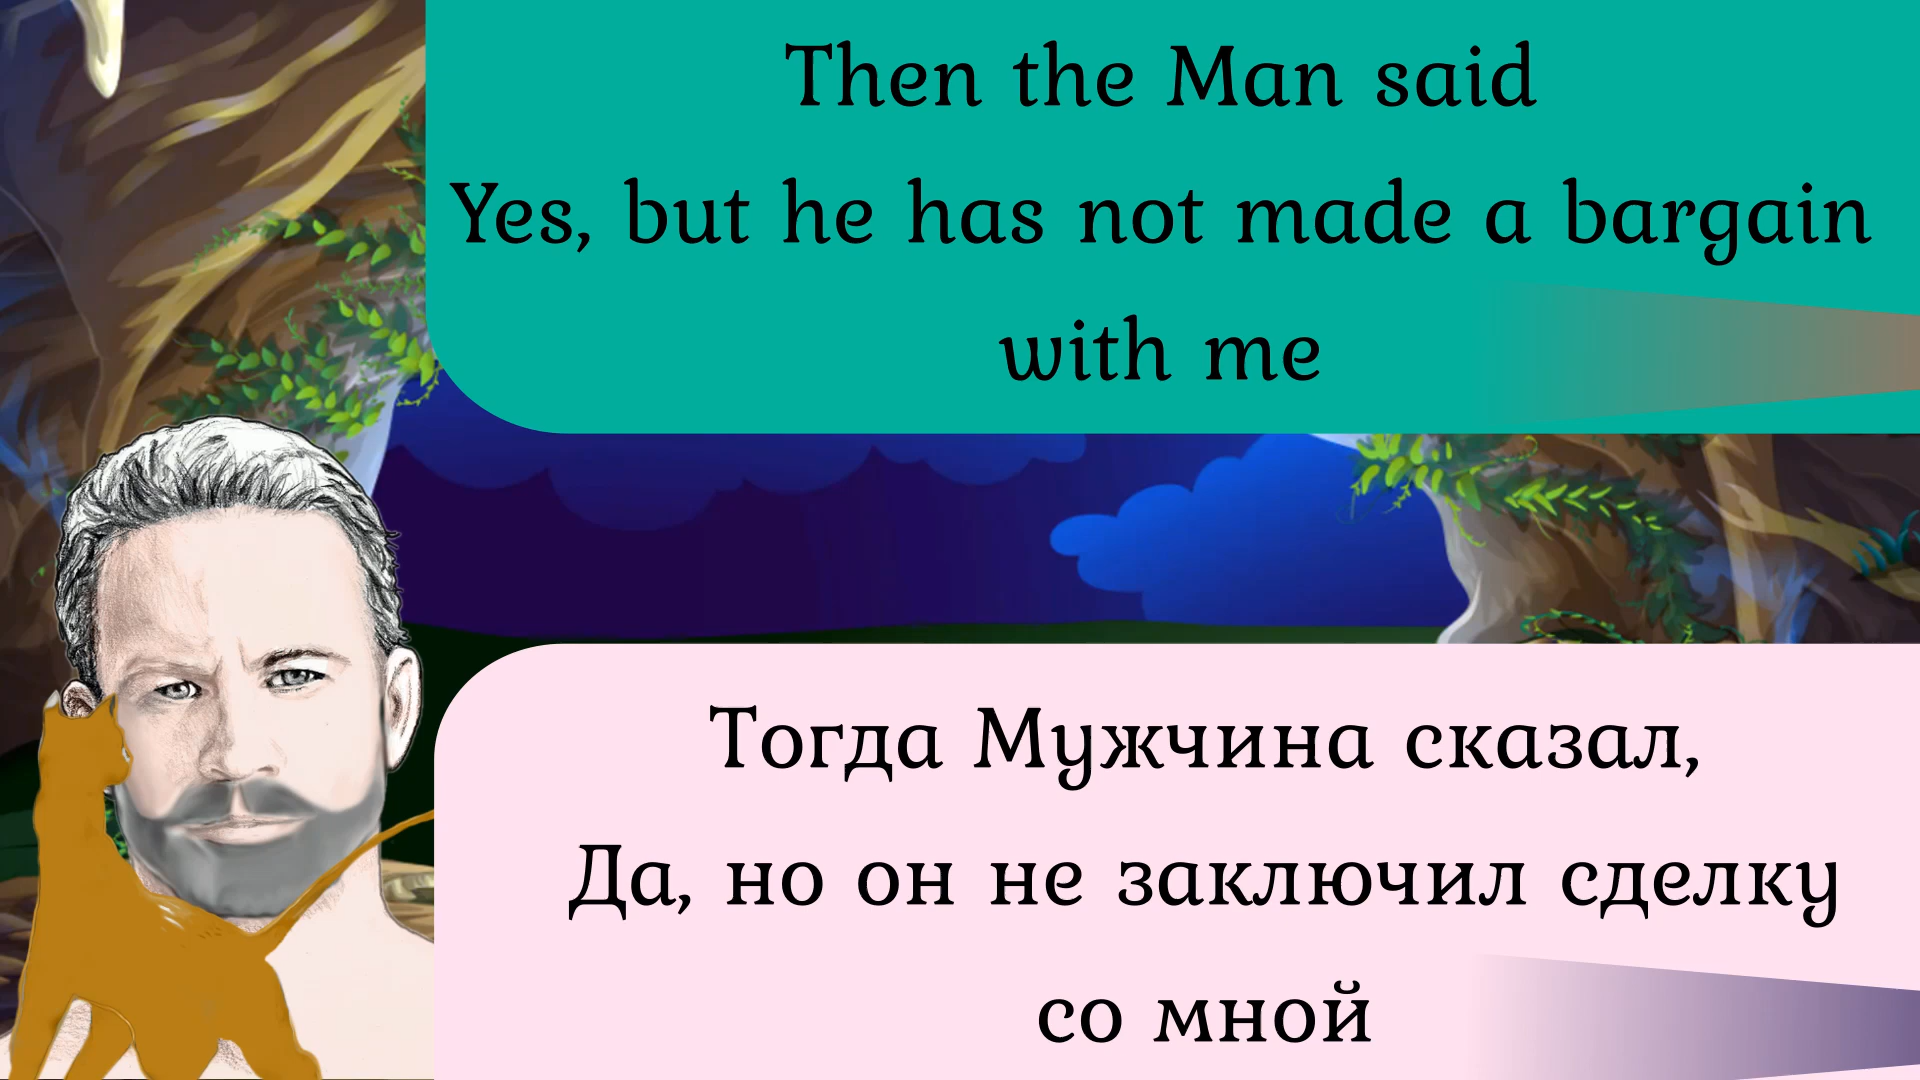 Then the Man said
Yes, but he has not made a bargain
with me
Тогда Мужчина сказал,
Да, но он не заключил сделку
со мной